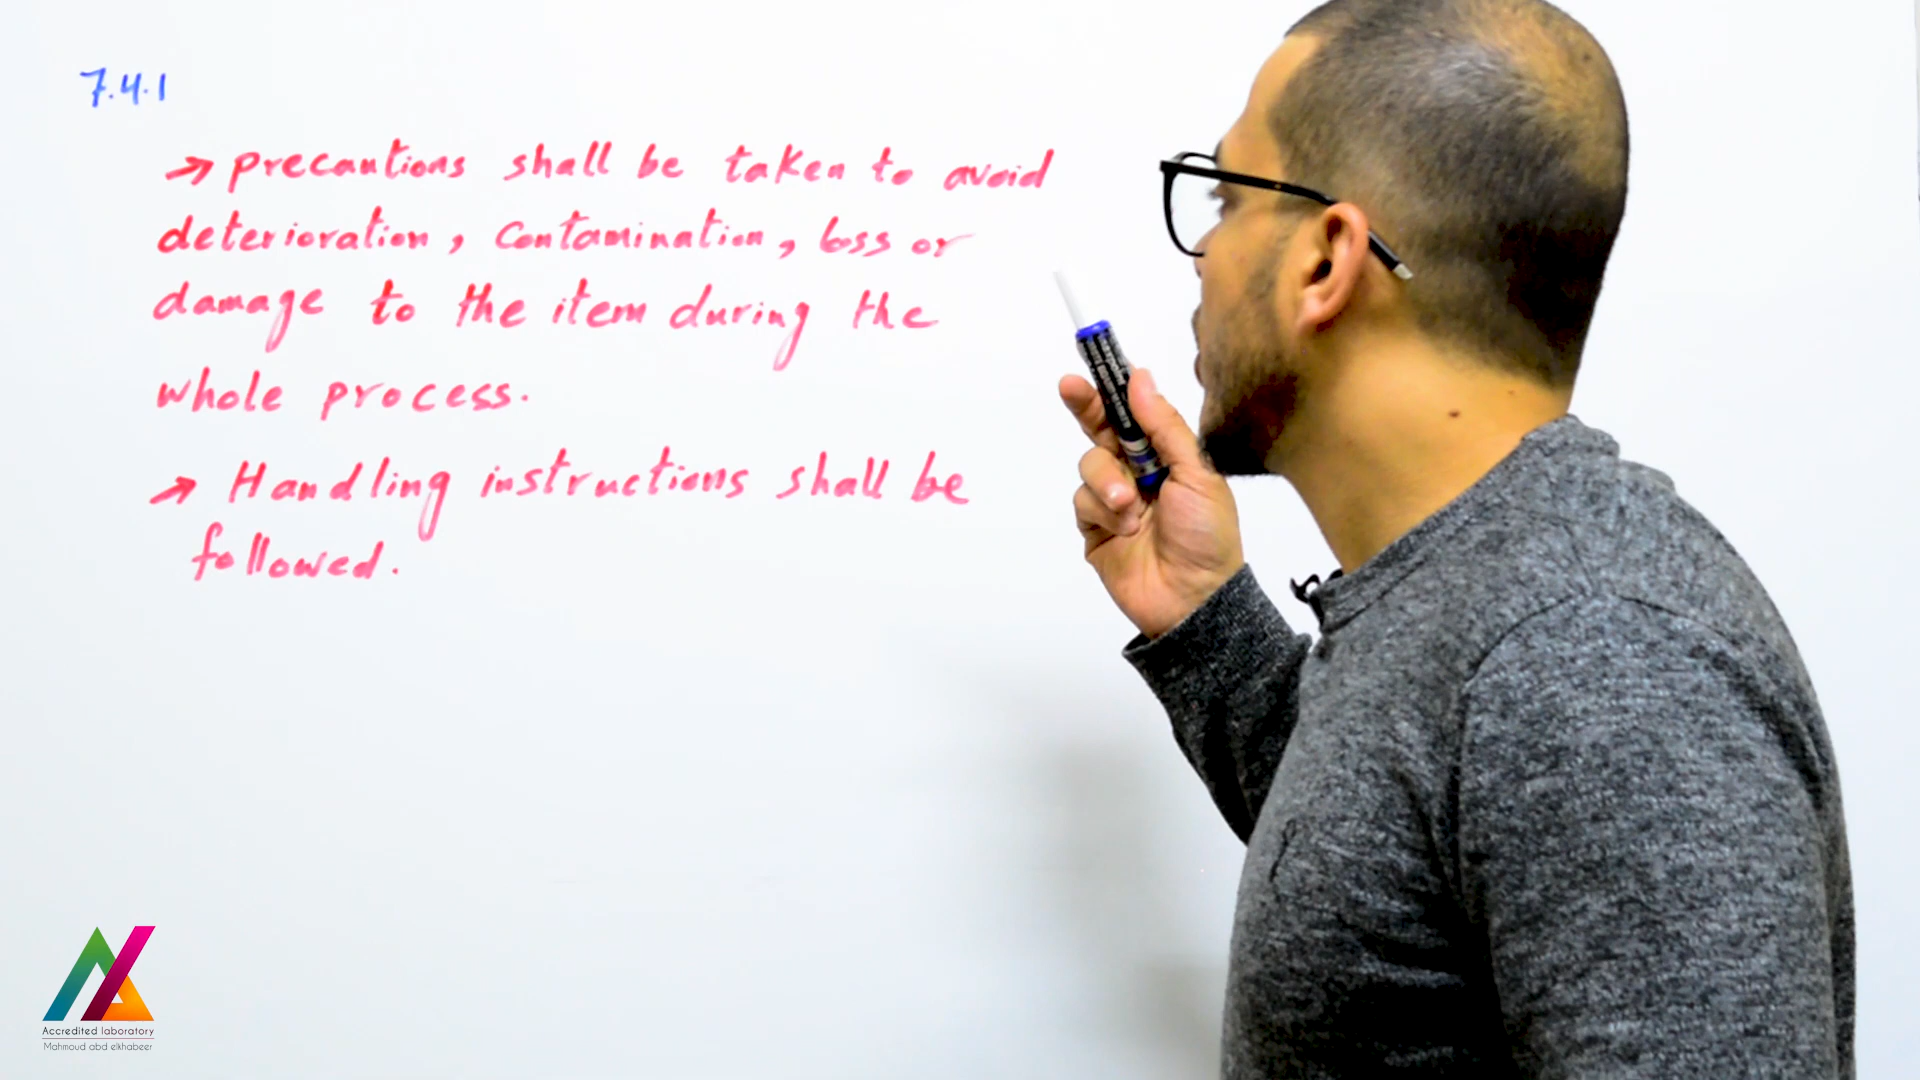 7.4.1
→ precautions shall be taken to avoid
deterioration, contamination, loss or
damage to the item during the
whole process.
→ Handling instructions shall be
followed.
Accredited laboratory
Mahmoud abd elkhabeer